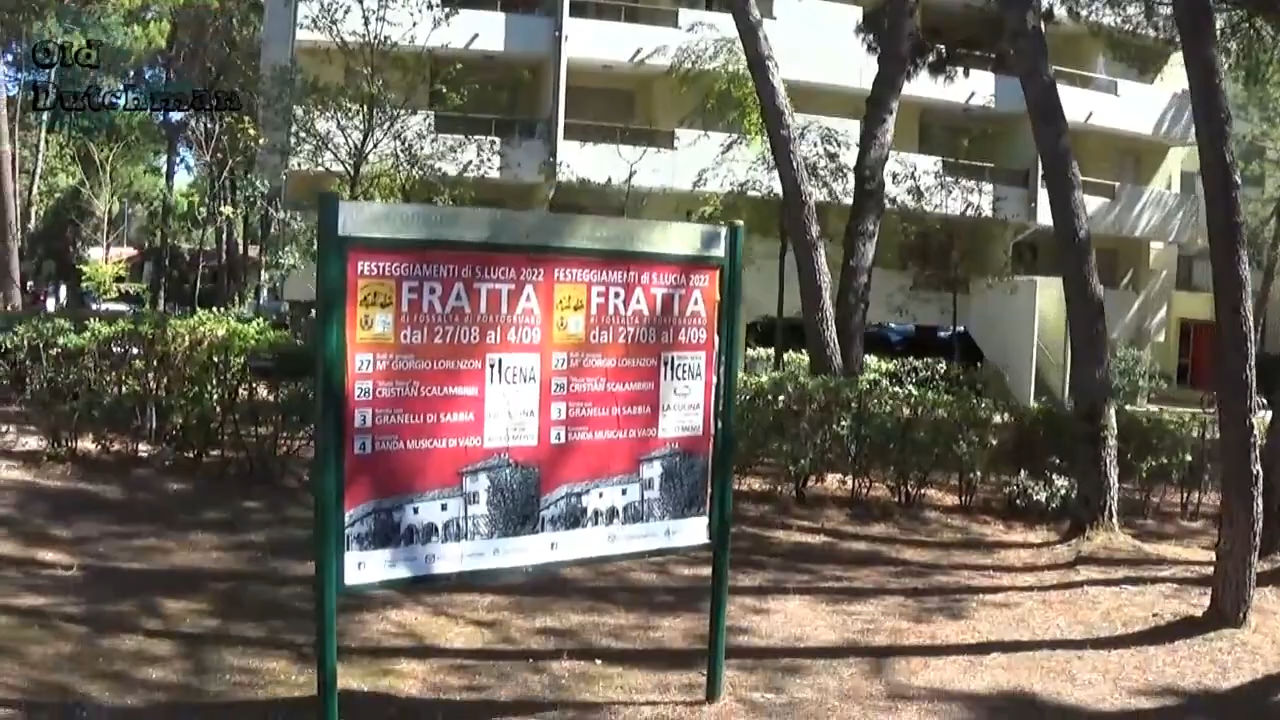 Old
Dutchman
FESTEGGIAMENTI di S.LUCIA 2022
FRATTA
di FOSSALTA di PORTOGRUARO
dal 27/08 al 4/09
27 M° GIORGIO LORENZON
28 CRISTIAN SCALAMBRIN
3 GRANELLI DI SABBIA
4 BANDA MUSICALE DI VADO
CENA
FESTEGGIAMENTI di S.LUCIA 2022
FRATTA
di FOSSALTA di PORTOGRUARO
dal 27/08 al 4/09
27 M° GIORGIO LORENZON
28 "Music Story" by
CRISTIAN SCALAMBRIN
3 GRANELLI DI SABBIA
4 BANDA MUSICALE DI VADO
CENA
LA CUCINA